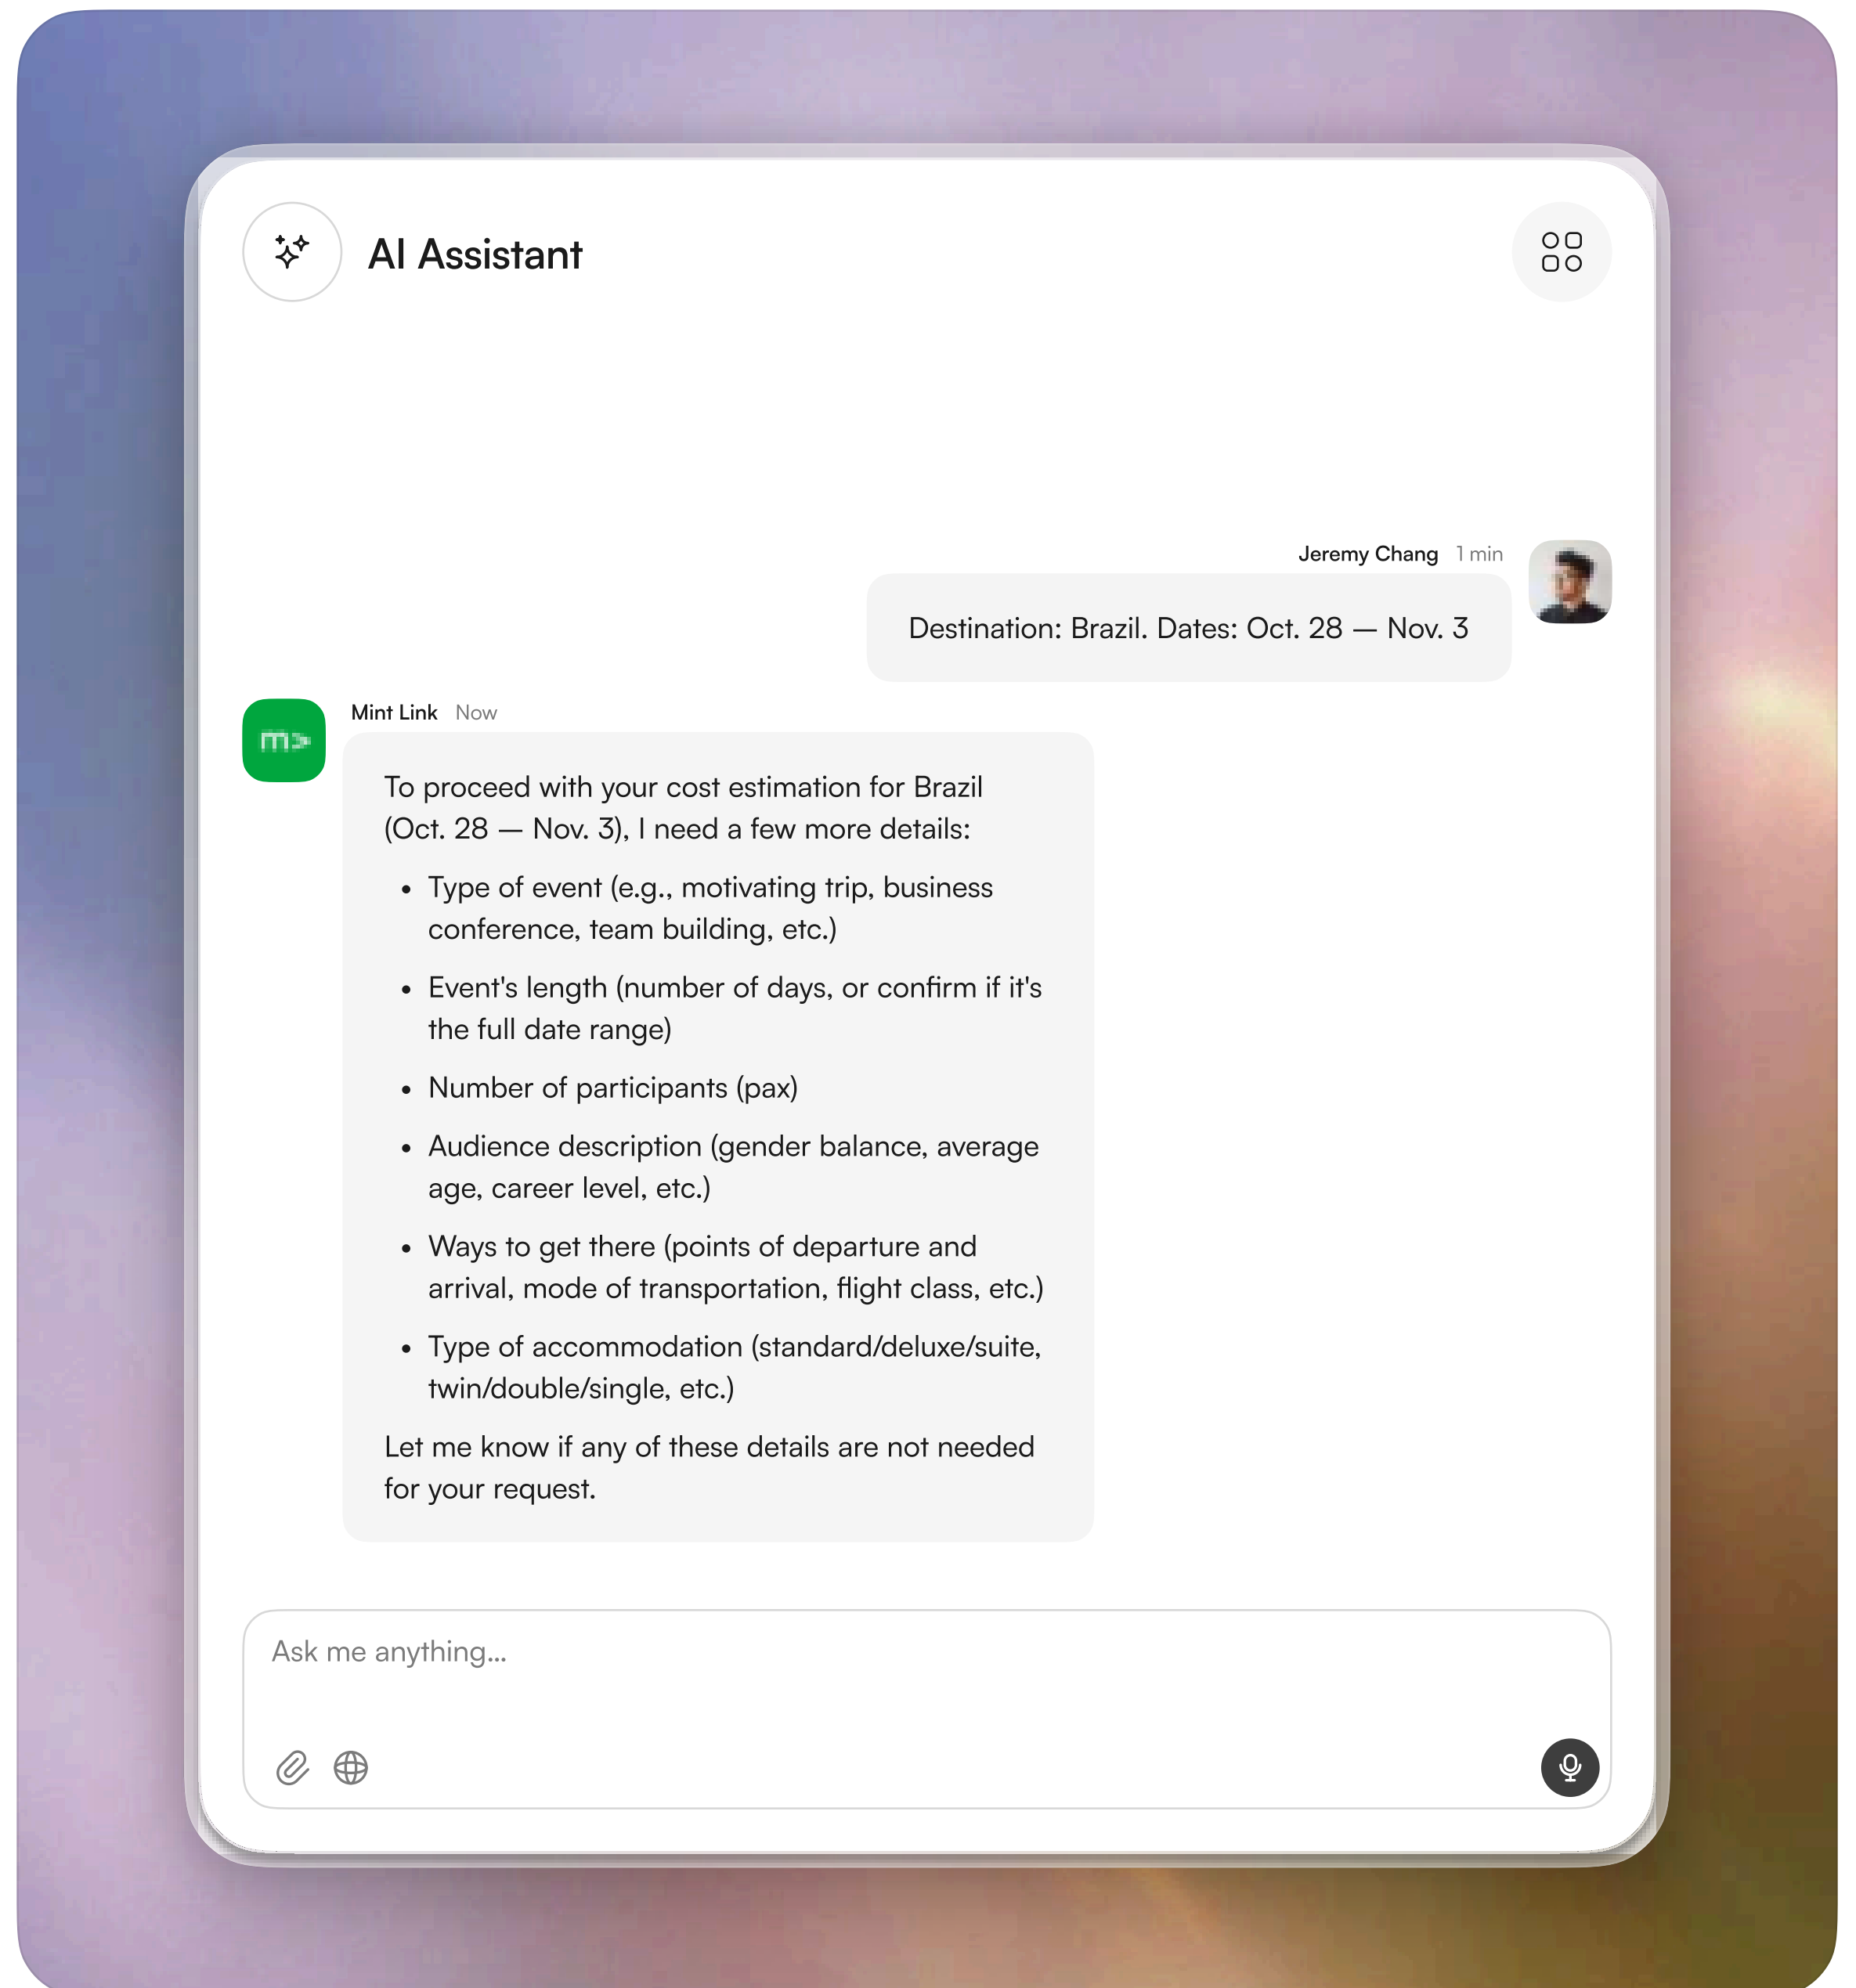 AI Assistant
Jeremy Chang 1 min
Destination: Brazil. Dates: Oct. 28 — Nov. 3
m>
Mint Link Now
To proceed with your cost estimation for Brazil
(Oct. 28 — Nov. 3), I need a few more details:
• Type of event (e.g., motivating trip, business
conference, team building, etc.)
• Event's length (number of days, or confirm if it's
the full date range)
• Number of participants (pax)
• Audience description (gender balance, average
age, career level, etc.)
• Ways to get there (points of departure and
arrival, mode of transportation, flight class, etc.)
• Type of accommodation (standard/deluxe/suite,
twin/double/single, etc.)
Let me know if any of these details are not needed
for your request.
Ask me anything...